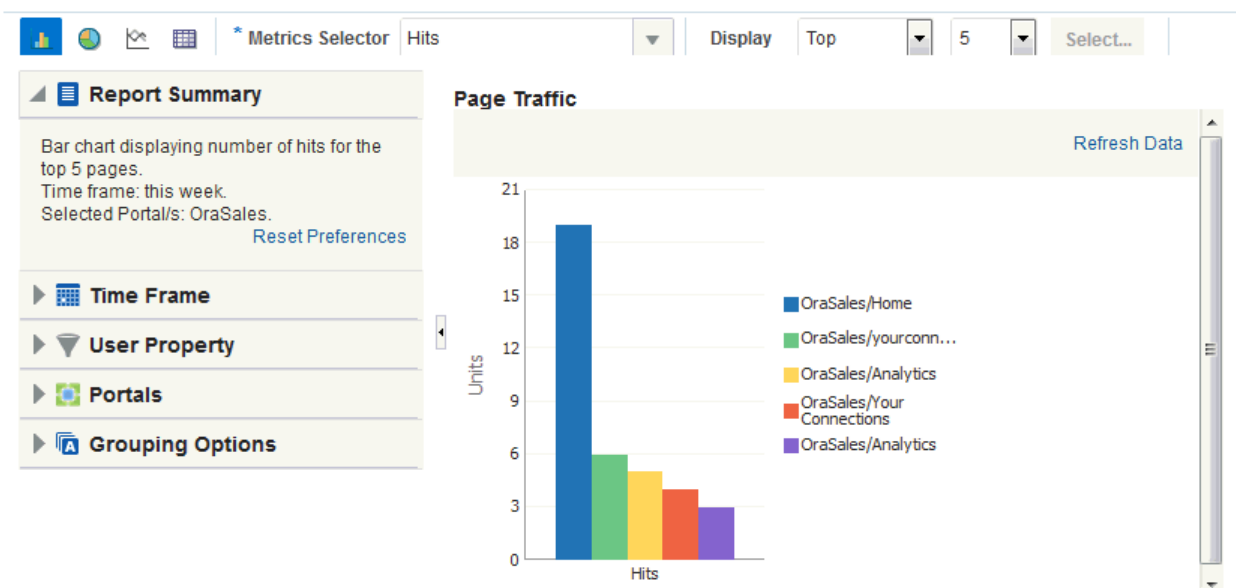 * Metrics Selector Hits Display Top 5 Select...
Report Summary
Bar chart displaying number of hits for the
top 5 pages.
Time frame: this week.
Selected Portal/s: OraSales.
Reset Preferences
Time Frame
User Property
Portals
A Grouping Options
Page Traffic
Refresh Data
21
18
15
12
9
6
3
0
Units
Hits
OraSales/Home
OraSales/yourconn...
OraSales/Analytics
OraSales/Your
Connections
OraSales/Analytics